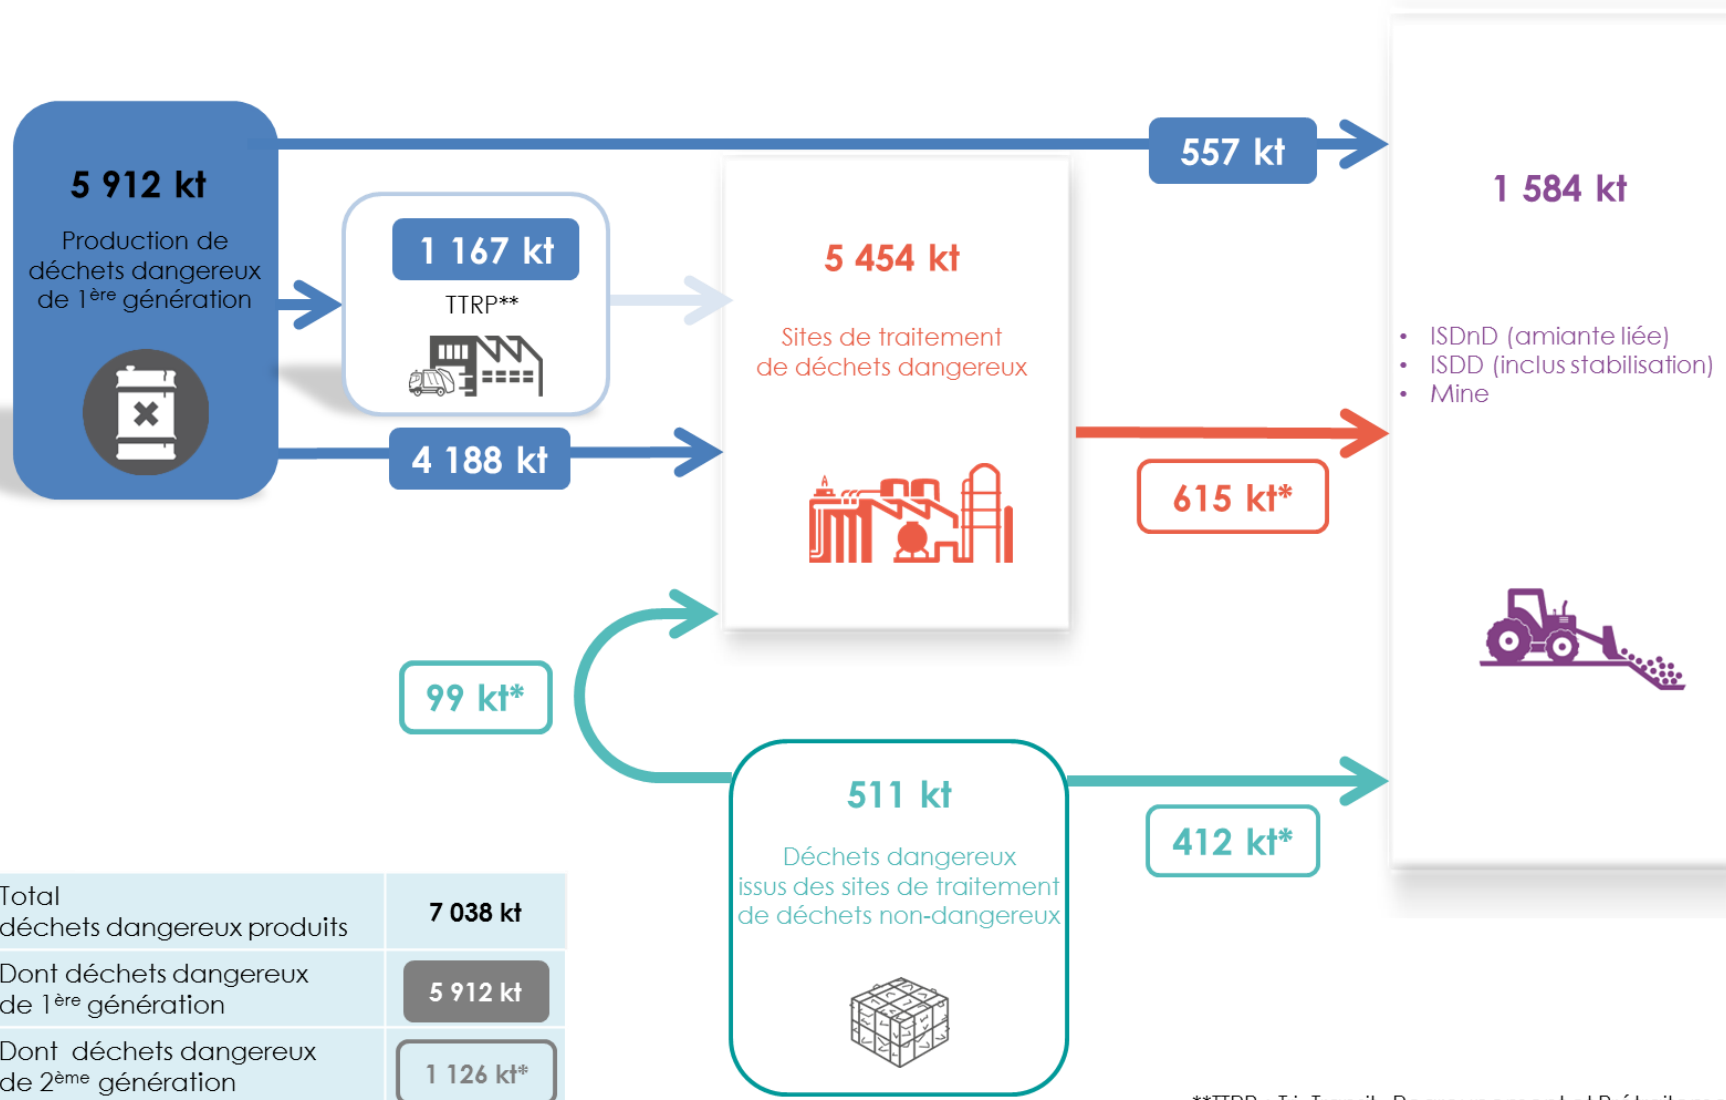 5 912 kt
Production de
déchets dangereux
de 1ère génération
1 167 kt
TTRP**
4 188 kt
5 454 kt
Sites de traitement
de déchets dangereux
557 kt
1 584 kt
• ISDnD (amiante liée)
• ISDD (inclus stabilisation)
• Mine
615 kt*
99 kt*
511 kt
Déchets dangereux
issus des sites de traitement
de déchets non-dangereux
412 kt*
Total
déchets dangereux produits
7 038 kt
Dont déchets dangereux
de 1ère génération
5 912 kt
Dont déchets dangereux
de 2ème génération
1 126 kt*